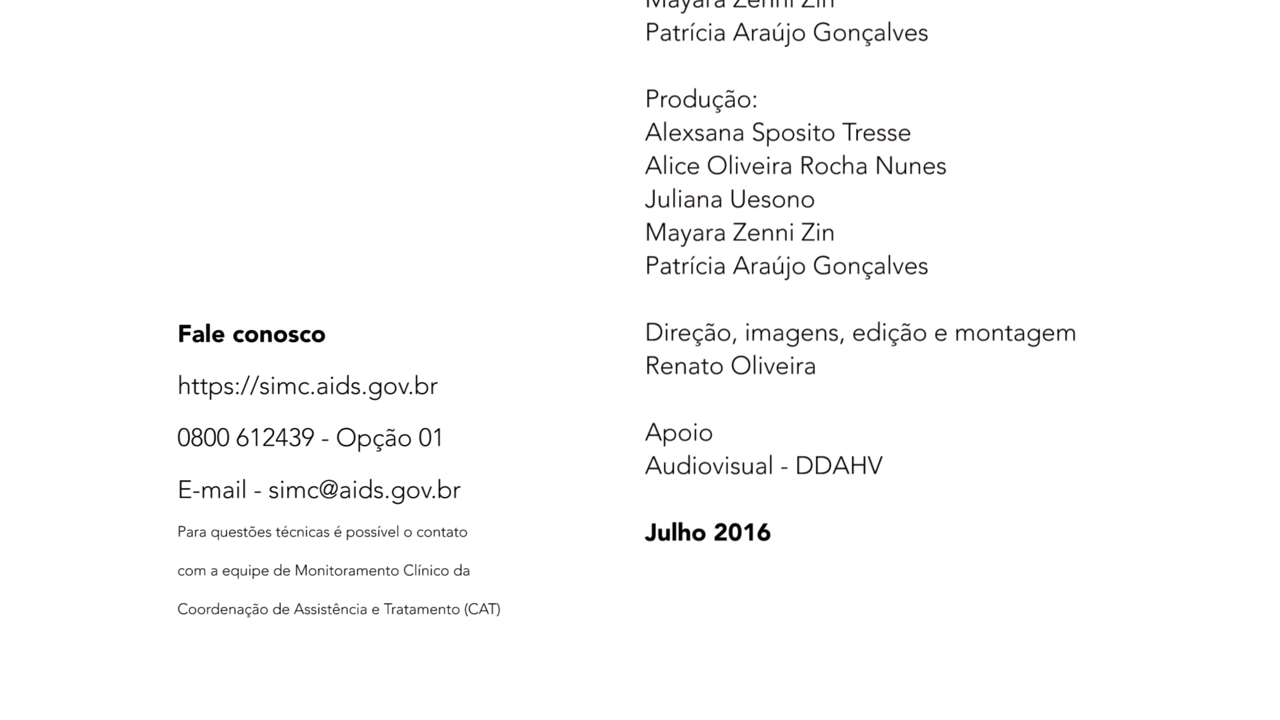 Mayara Zenni Zin
Patrícia Araújo Gonçalves
Produção:
Alexsana Sposito Tresse
Alice Oliveira Rocha Nunes
Juliana Uesono
Mayara Zenni Zin
Patrícia Araújo Gonçalves
Direção, imagens, edição e montagem
Renato Oliveira
Apoio
Audiovisual - DDAHV
Julho 2016
Fale conosco
https://simc.aids.gov.br
0800 612439 - Opção 01
E-mail - simc@aids.gov.br
Para questões técnicas é possível o contato
com a equipe de Monitoramento Clínico da
Coordenação de Assistência e Tratamento (CAT)